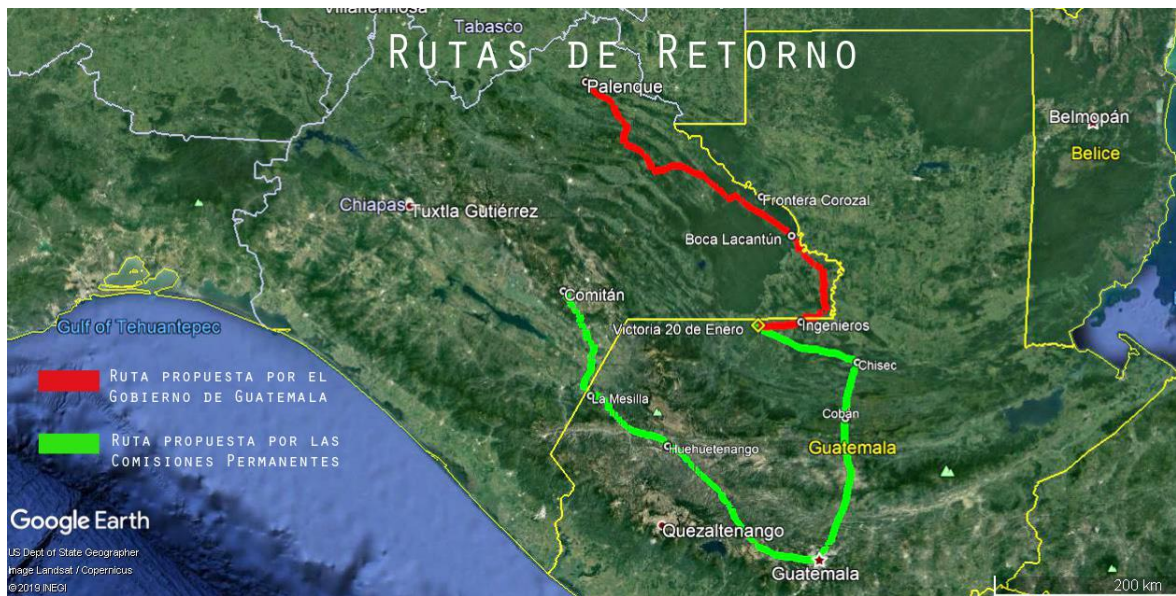 Villahermosa
Tabasco
Rutas de Retorno
Palenque
Belmopán
Belice
Frontera Corozal
Chiapas
Tuxtla Gutiérrez
Boca Lacantún
Comitán
Gulf of Tehuantepec
Victoria 20 de Enero
Ingenieros
Chisec
Ruta propuesta por el
Gobierno de Guatemala
La Mesilla
Cobán
Ruta propuesta por las
Comisiones Permanentes
Huehuetenango
Guatemala
Google Earth
Quezaltenango
US Dept of State Geographer
Image Landsat / Copernicus
© 2019 INEGI
Guatemala
200 km